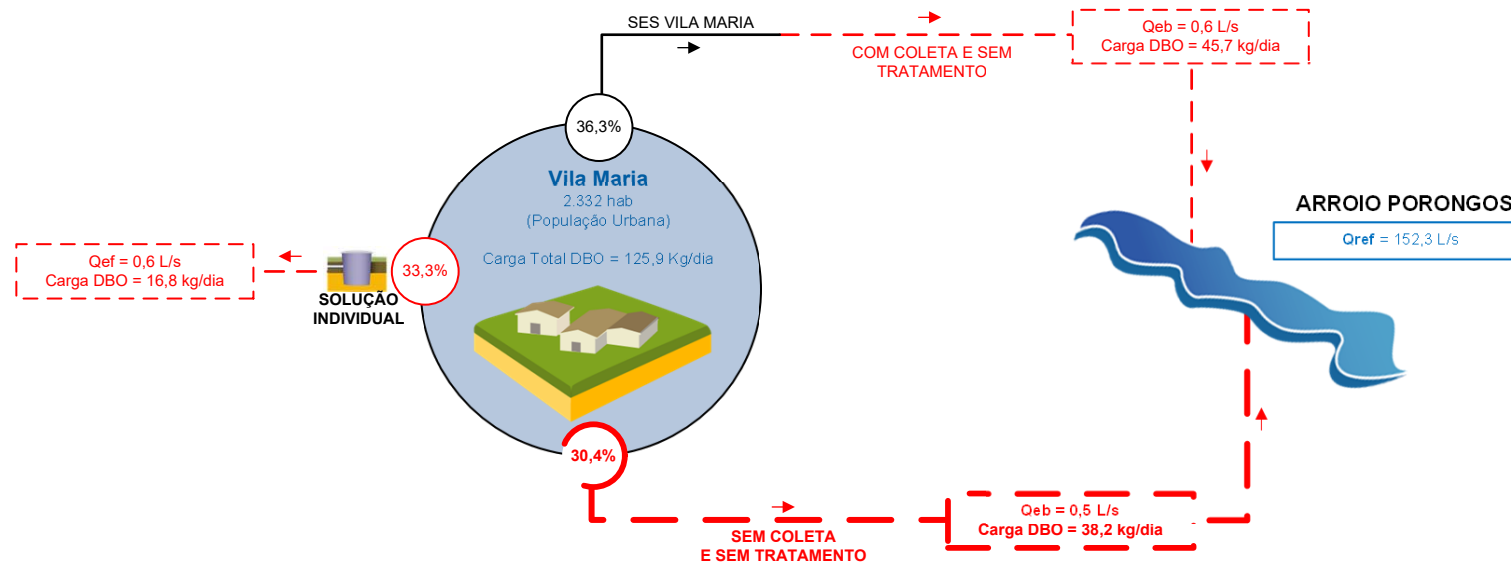 SES VILA MARIA
COM COLETA E SEM
TRATAMENTO
Qeb = 0,6 L/s
Carga DBO = 45,7 kg/dia
36,3%
Vila Maria
2.332 hab
(População Urbana)
Carga Total DBO = 125,9 Kg/dia
ARROIO PORONGOS
Qref = 152,3 L/s
Qef = 0,6 L/s
Carga DBO = 16,8 kg/dia
33,3%
SOLUÇÃO
INDIVIDUAL
30,4%
SEM COLETA
E SEM TRATAMENTO
Qeb = 0,5 L/s
Carga DBO = 38,2 kg/dia